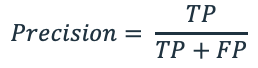 Precision = TP / (TP + FP)